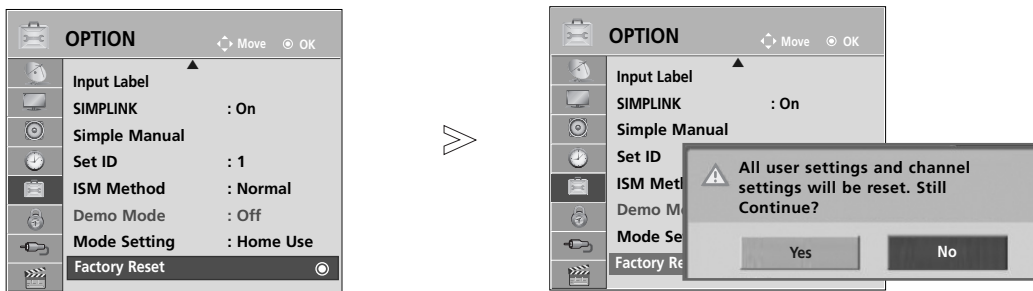 OPTION
Move OK
Input Label
SIMPLINK : On
Simple Manual
Set ID : 1
ISM Method : Normal
Demo Mode : Off
Mode Setting : Home Use
Factory Reset
OPTION
Move OK
Input Label
SIMPLINK : On
Simple Manual
Set ID
ISM Met
Demo M
Mode Se
Factory Re
All user settings and channel
settings will be reset. Still
Continue?
Yes No